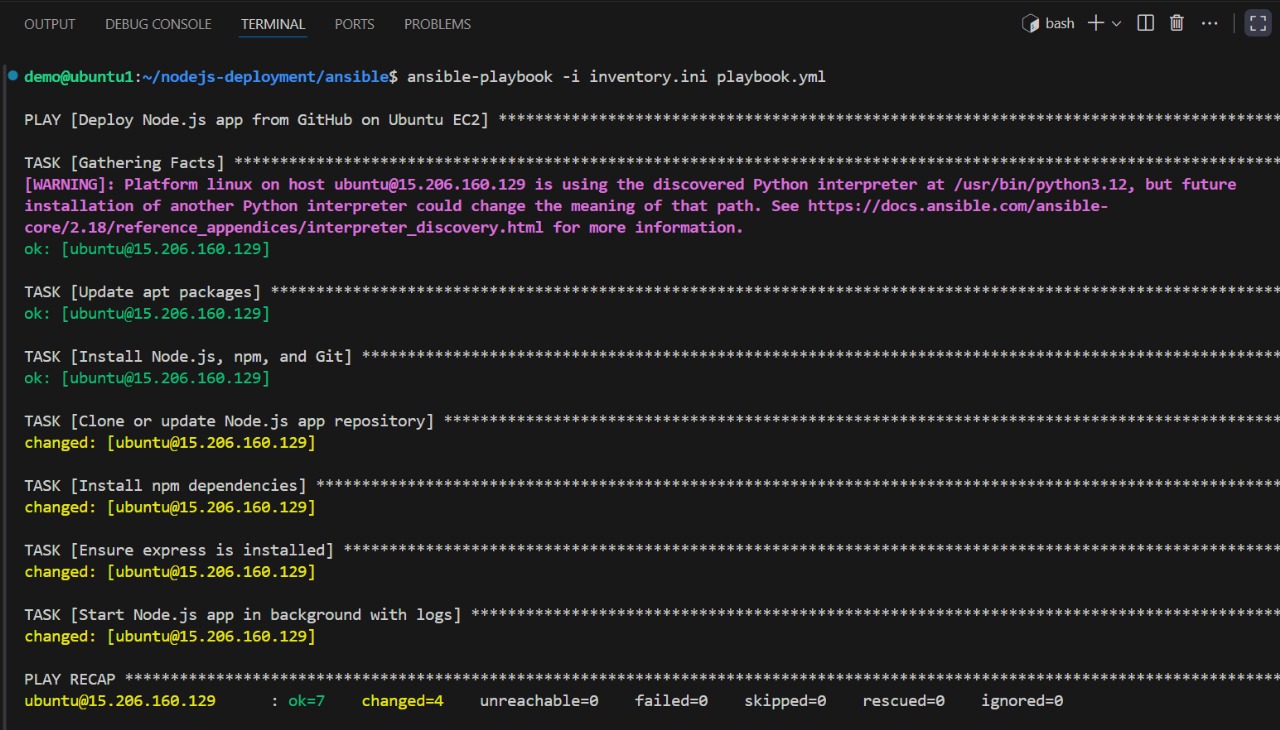 OUTPUT DEBUG CONSOLE TERMINAL PORTS PROBLEMS bash
demo@ubuntu1:~/nodejs-deployment/ansible$ ansible-playbook -i inventory.ini playbook.yml
PLAY [Deploy Node.js app from GitHub on Ubuntu EC2] **************************************************************************************
TASK [Gathering Facts] *******************************************************************************************************************
[WARNING]: Platform linux on host ubuntu@15.206.160.129 is using the discovered Python interpreter at /usr/bin/python3.12, but future
installation of another Python interpreter could change the meaning of that path. See https://docs.ansible.com/ansible-
core/2.18/reference_appendices/interpreter_discovery.html for more information.
ok: [ubuntu@15.206.160.129]
TASK [Update apt packages] ***************************************************************************************************************
ok: [ubuntu@15.206.160.129]
TASK [Install Node.js, npm, and Git] *****************************************************************************************************
ok: [ubuntu@15.206.160.129]
TASK [Clone or update Node.js app repository] ********************************************************************************************
changed: [ubuntu@15.206.160.129]
TASK [Install npm dependencies] **********************************************************************************************************
changed: [ubuntu@15.206.160.129]
TASK [Ensure express is installed] *******************************************************************************************************
changed: [ubuntu@15.206.160.129]
TASK [Start Node.js app in background with logs] *****************************************************************************************
changed: [ubuntu@15.206.160.129]
PLAY RECAP *******************************************************************************************************************************
ubuntu@15.206.160.129 : ok=7 changed=4 unreachable=0 failed=0 skipped=0 rescued=0 ignored=0